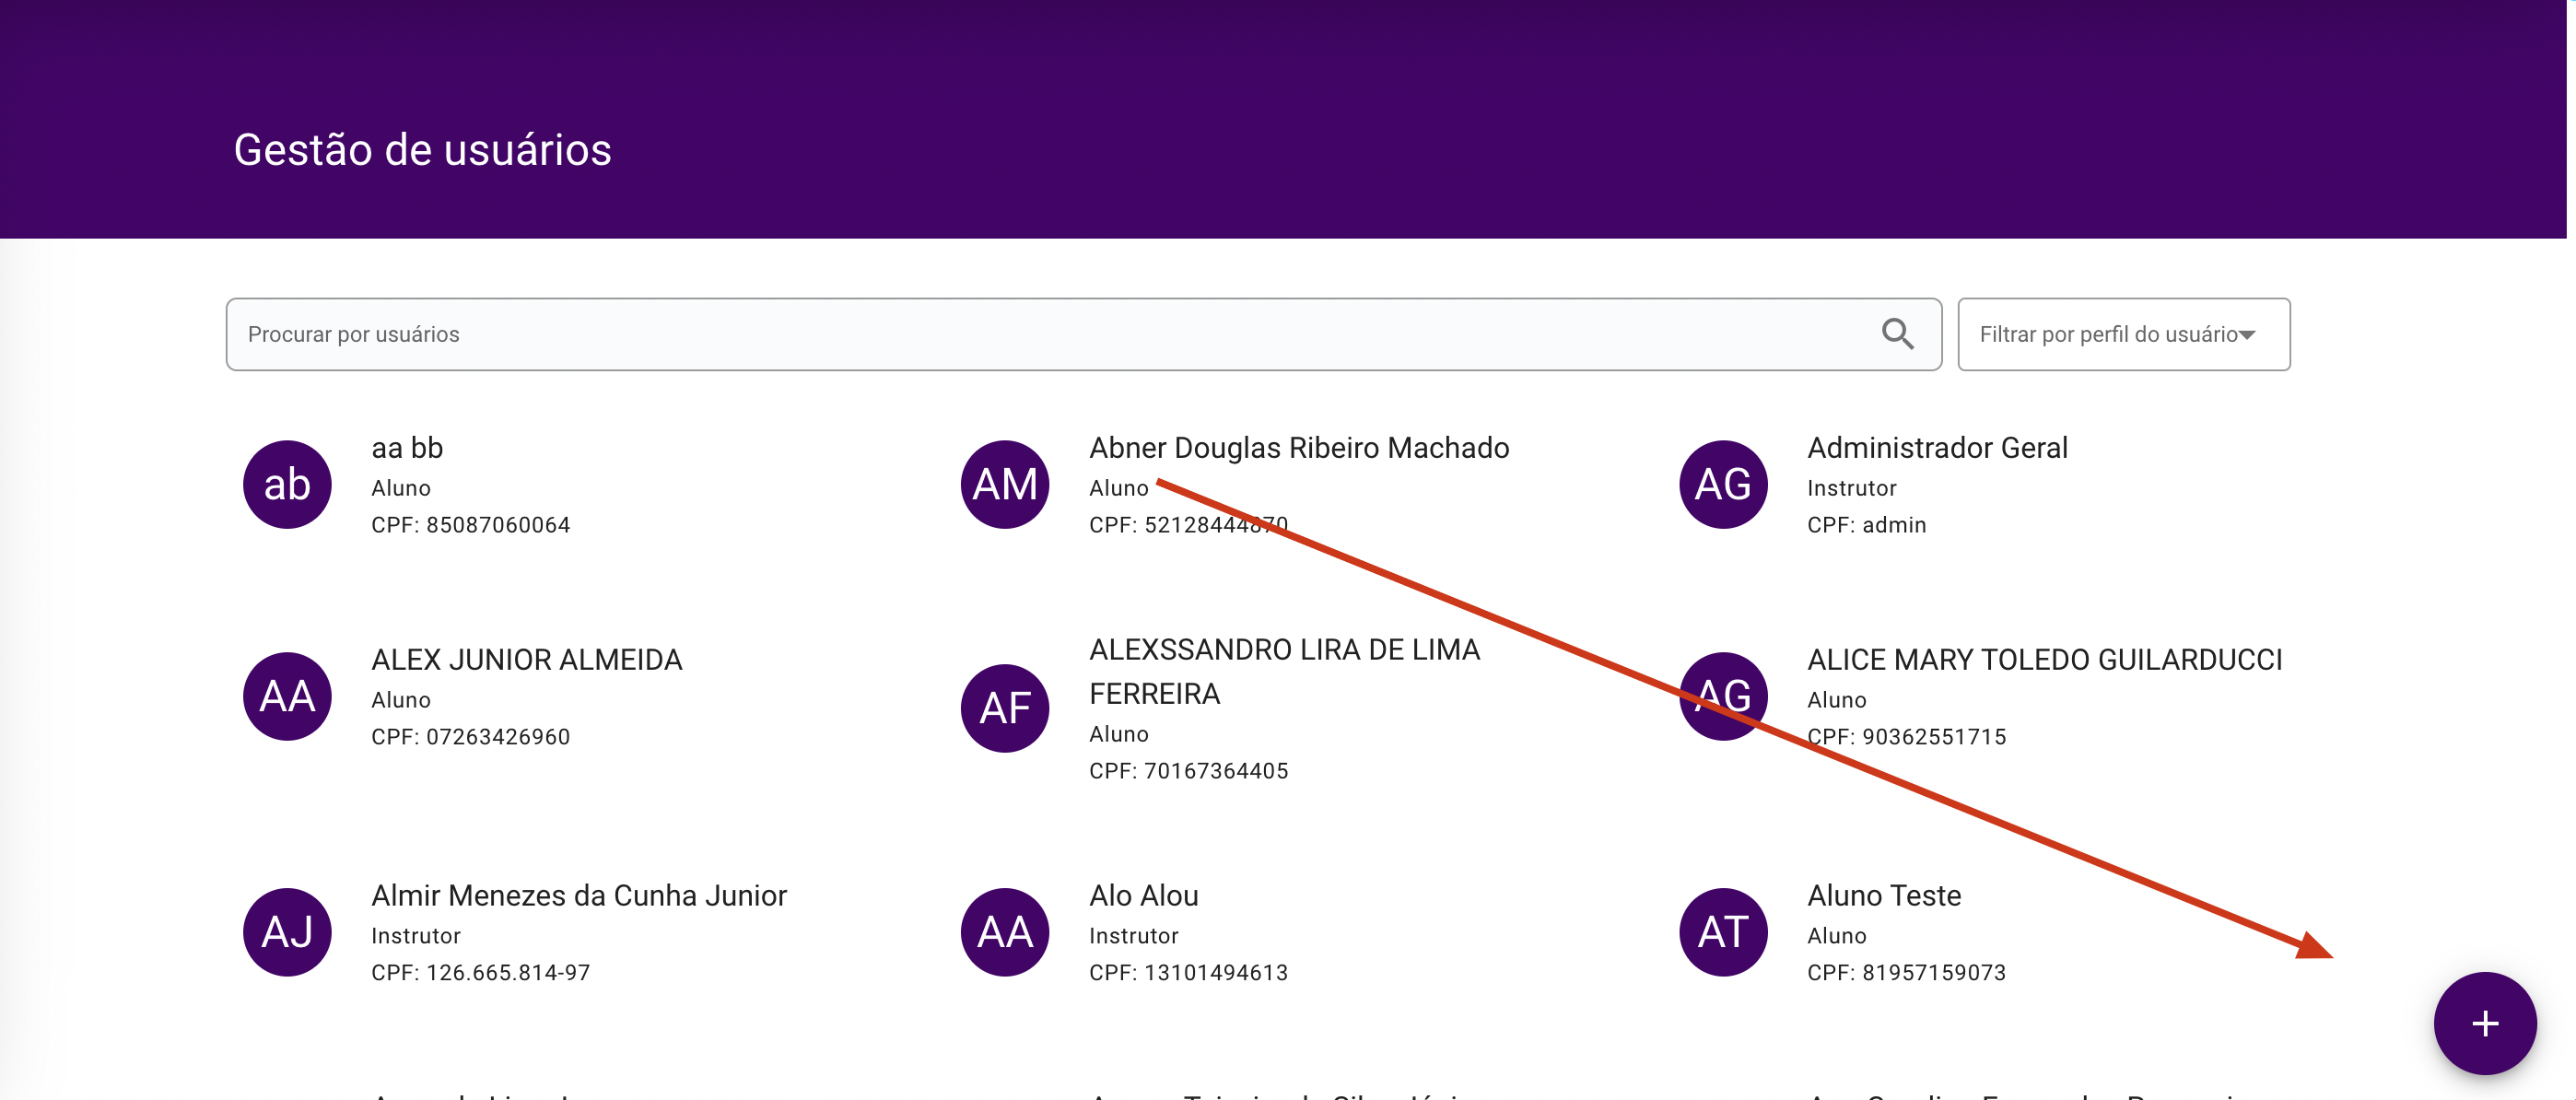 Gestão de usuários
Procurar por usuários
Filtrar por perfil do usuário
ab
aa bb
Aluno
CPF: 85087060064
AM
Abner Douglas Ribeiro Machado
Aluno
CPF: 52128444870
AG
Administrador Geral
Instrutor
CPF: admin
AA
ALEX JUNIOR ALMEIDA
Aluno
CPF: 07263426960
AF
ALEXSSANDRO LIRA DE LIMA
FERREIRA
Aluno
CPF: 70167364405
AG
ALICE MARY TOLEDO GUILARDUCCI
Aluno
CPF: 90362551715
AJ
Almir Menezes da Cunha Junior
Instrutor
CPF: 126.665.814-97
AA
Alo Alou
Instrutor
CPF: 13101494613
AT
Aluno Teste
Aluno
CPF: 81957159073
+